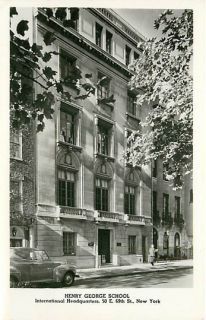 HENRY GEORGE SCHOOL
International Headquarters, 50 E. 69th St., New York